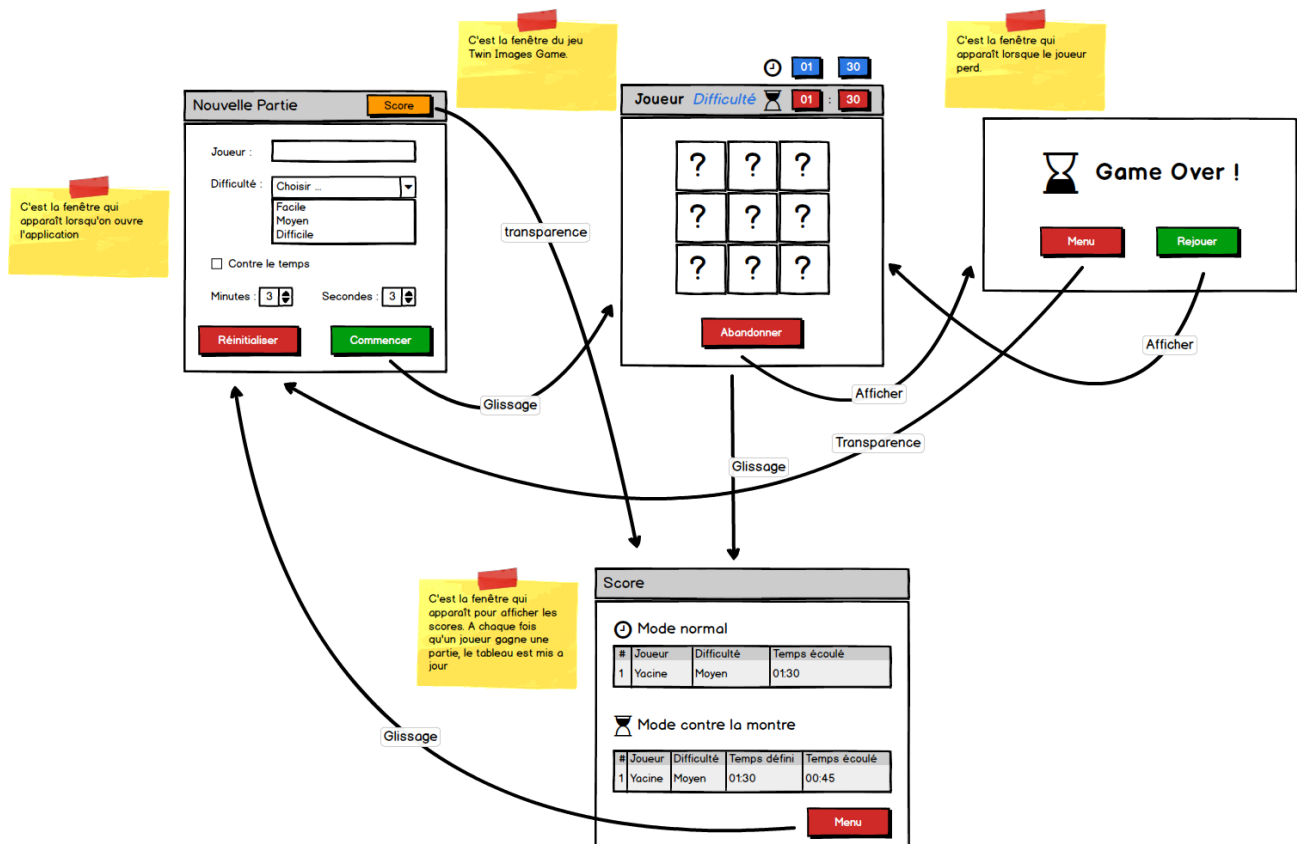 C'est la fenêtre du jeu
Twin Images Game.
C'est la fenêtre qui
apparaît lorsque le joueur
perd.
01 30
Nouvelle Partie Score
Joueur Difficulté 01 : 30
Joueur :
Difficulté : Choisir ...
Facile
Moyen
Difficile
Contre le temps
Minutes : 3 Secondes : 3
Réinitialiser Commencer
C'est la fenêtre qui
apparaît lorsqu'on ouvre
l'application
? ? ?
? ? ?
? ? ?
Abandonner
Game Over !
Menu Rejouer
transparence
Glissage
Afficher
Afficher
Transparence
Glissage
Glissage
C'est la fenêtre qui
apparaît pour afficher les
scores. A chaque fois
qu'un joueur gagne une
partie, le tableau est mis a
jour
Score
Mode normal
# Joueur Difficulté Temps écoulé
1 Yacine Moyen 01:30
Mode contre la montre
# Joueur Difficulté Temps défini Temps écoulé
1 Yacine Moyen 01:30 00:45
Menu